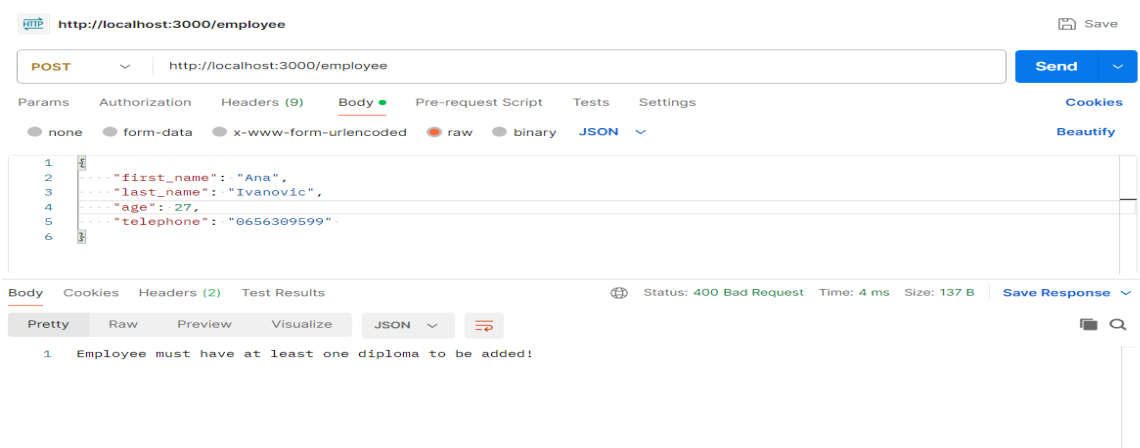 HTTP http://localhost:3000/employee Save
POST http://localhost:3000/employee Send
Params Authorization Headers (9) Body Pre-request Script Tests Settings Cookies
none form-data x-www-form-urlencoded raw binary JSON Beautify
1 {
2 "first_name": "Ana",
3 "last_name": "Ivanovic",
4 "age": 27,
5 "telephone": "0656309599"
6 }
Body Cookies Headers (2) Test Results Status: 400 Bad Request Time: 4 ms Size: 137 B Save Response
Pretty Raw Preview Visualize JSON
1 Employee must have at least one diploma to be added!